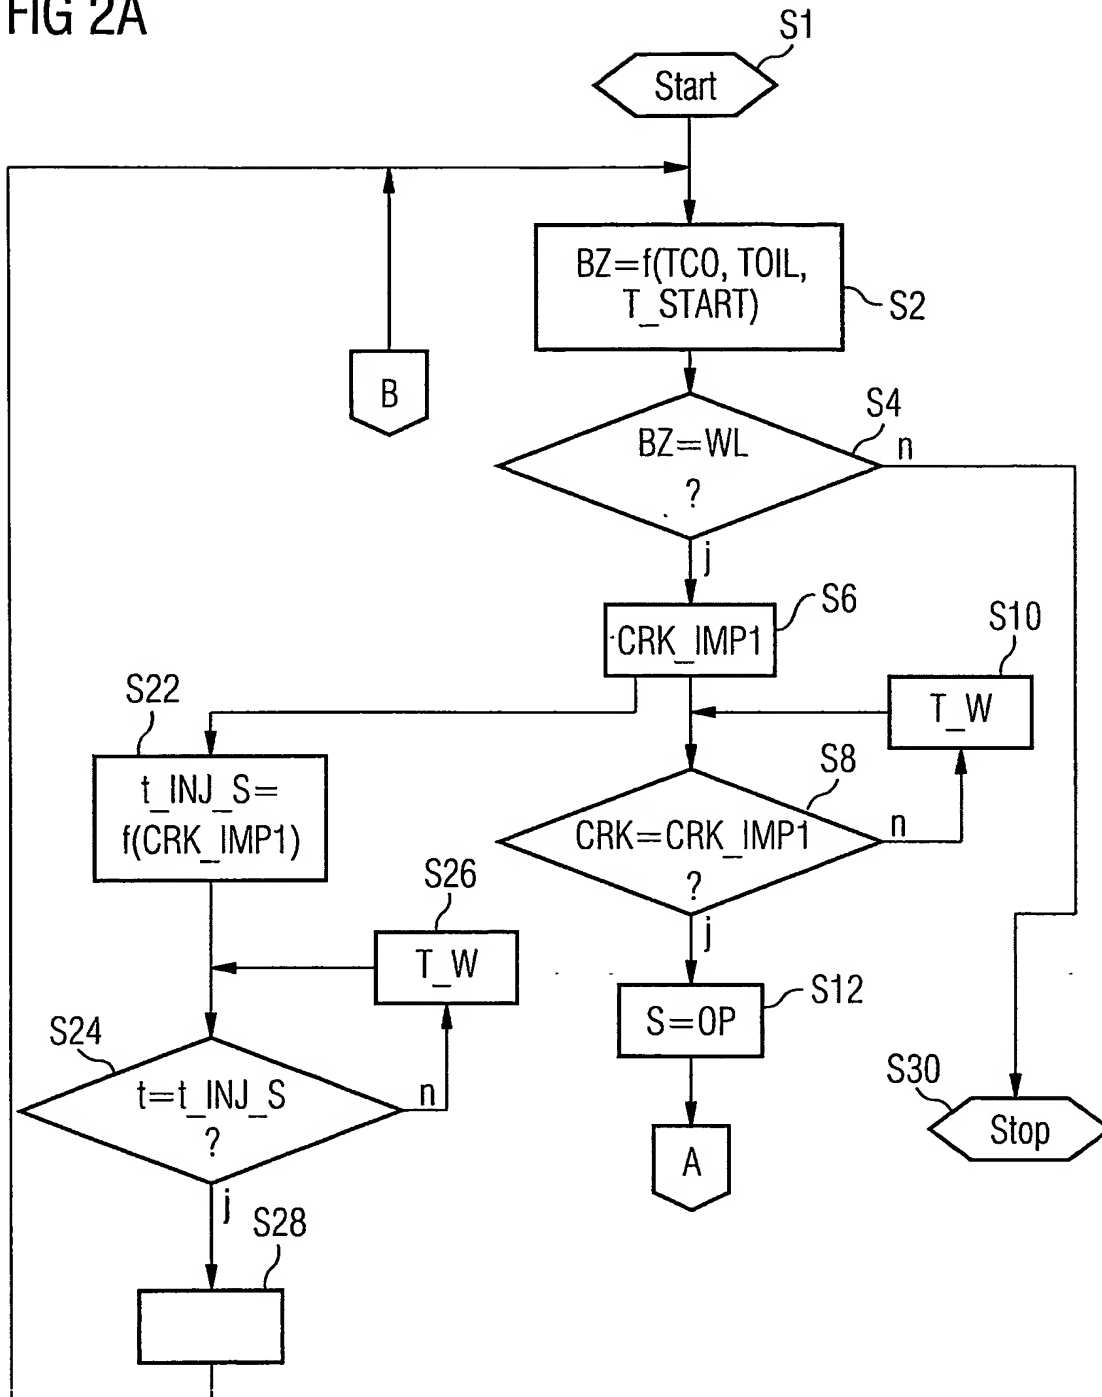 FIG 2A
S1
Start
BZ=f(TCO, TOIL,
T_START)
S2
B
S4
BZ=WL
?
n
j
S6
CRK_IMP1
S10
T_W
S22
t_INJ_S=
f(CRK_IMP1)
S8
CRK=CRK_IMP1
?
n
j
S26
T_W
S12
S=OP
S24
t=t_INJ_S
?
n
j
S30
Stop
A
S28